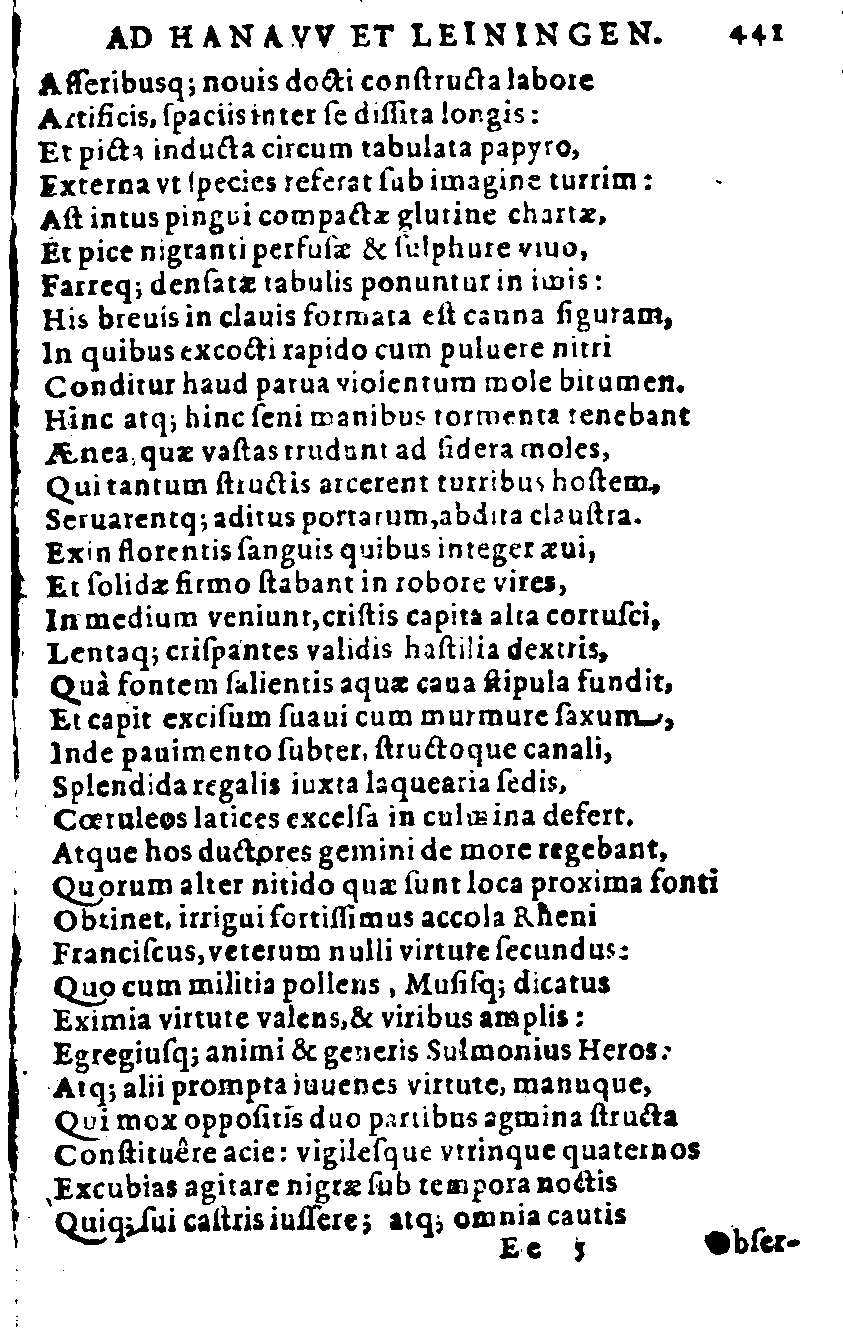 AD HANAVV ET LEININGEN. 441
Aſſeribusq; nouis docti conſtructa labore
Artificis, ſpaciis inter ſe diſſita longis:
Et picta inducta circum tabulata papyro,
Externa vt ſpecies referat ſub imagine turrim:
Aſt intus pingui compactæ glutine chartæ,
Et pice nigranti perfuſæ & ſulphure viuo,
Farreq; denſatæ tabulis ponuntur in imis:
His breuis in clauis formata eſt canna figuram,
In quibus excocti rapido cum puluere nitri
Conditur haud parua violentum mole bitumen.
Hinc atq; hinc ſeni manibus tormenta tenebant
Ænea, quæ vaſtas trudunt ad ſidera moles,
Qui tantum ſtructis arcerent turribus hoſtem,
Seruarentq; aditus portarum, abdita clauſtra.
Exin florentis ſanguis quibus integer æui,
Et ſolidæ firmo ſtabant in robore vires,
In medium veniunt, criſtis capita alta corruſci,
Lentaq; criſpantes validis haſtilia dextris,
Quà fontem ſalientis aquæ caua ſtipula fundit,
Et capit exciſum ſuaui cum murmure ſaxum,
Inde pauimento ſubter, ſtructoque canali,
Splendida regalis iuxta laquearia ſedis,
Cœruleos latices excelſa in culmina defert.
Atque hos ductores gemini de more regebant,
Quorum alter nitido quæ ſunt loca proxima fonti
Obtinet, irrigui fortiſſimus accola Rheni
Franciſcus, veterum nulli virtute ſecundus:
Quo cum militia pollens, Muſiſq; dicatus
Eximia virtute valens, & viribus amplis:
Egregiuſq; animi & generis Sulmonius Heros:
Atq; alii prompta iuuenes virtute, manuque,
Qui mox oppoſitis duo partibus agmina ſtructa
Conſtituêre acie: vigileſque vtrinque quaternos
Excubias agitare nigræ ſub tempora noctis
Quiq; ſui caſtris iuſſere; atq; omnia cautis
Ee 5 Obſer-